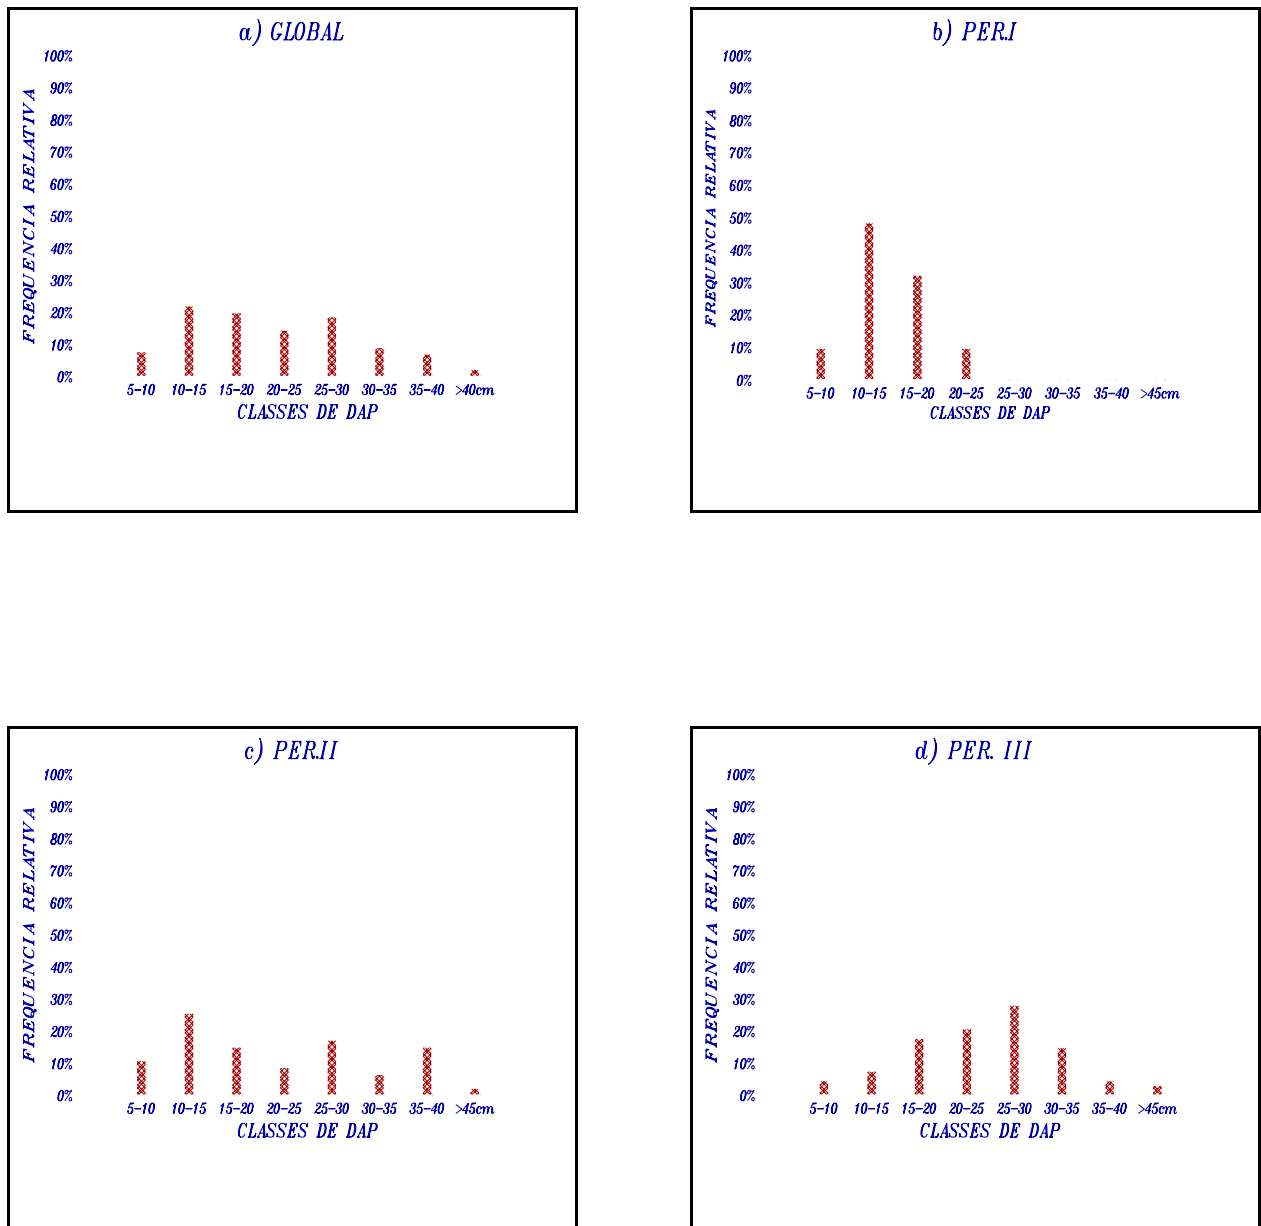 a) GLOBAL
100%
90%
80%
70%
60%
50%
40%
30%
20%
10%
0%
FREQUENCIA RELATIVA
5-10 10-15 15-20 20-25 25-30 30-35 35-40 >40cm
CLASSES DE DAP
b) PER.I
100%
90%
80%
70%
60%
50%
40%
30%
20%
10%
0%
FREQUENCIA RELATIVA
5-10 10-15 15-20 20-25 25-30 30-35 35-40 >45cm
CLASSES DE DAP
c) PER.II
100%
90%
80%
70%
60%
50%
40%
30%
20%
10%
0%
FREQUENCIA RELATIVA
5-10 10-15 15-20 20-25 25-30 30-35 35-40 >45cm
CLASSES DE DAP
d) PER. III
100%
90%
80%
70%
60%
50%
40%
30%
20%
10%
0%
FREQUENCIA RELATIVA
5-10 10-15 15-20 20-25 25-30 30-35 35-40 >45cm
CLASSES DE DAP